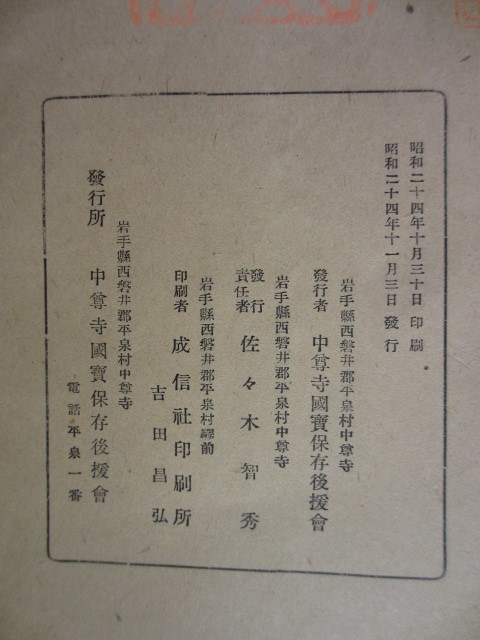 昭和二十四年十月三十日 印刷
昭和二十四年十一月三日 發行
岩手縣西磐井郡平泉村中尊寺
發行者 中尊寺國寶保存後援會
岩手縣西磐井郡平泉村中尊寺
發行責任者 佐々木智秀
岩手縣西磐井郡平泉村驛前
印刷者 成信社印刷所
吉田昌弘
岩手縣西磐井郡平泉村中尊寺
發行所 中尊寺國寶保存後援會
電話平泉一番